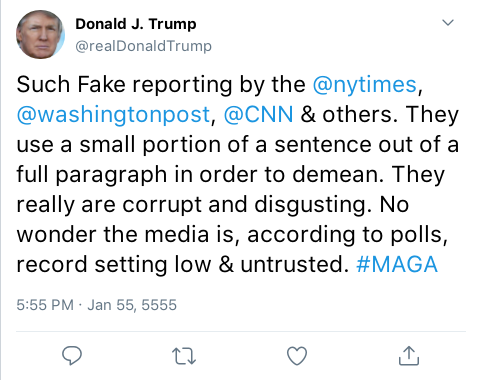 Donald J. Trump
@realDonaldTrump
Such Fake reporting by the @nytimes,
@washingtonpost, @CNN & others. They
use a small portion of a sentence out of a
full paragraph in order to demean. They
really are corrupt and disgusting. No
wonder the media is, according to polls,
record setting low & untrusted. #MAGA
5:55 PM · Jan 55, 5555